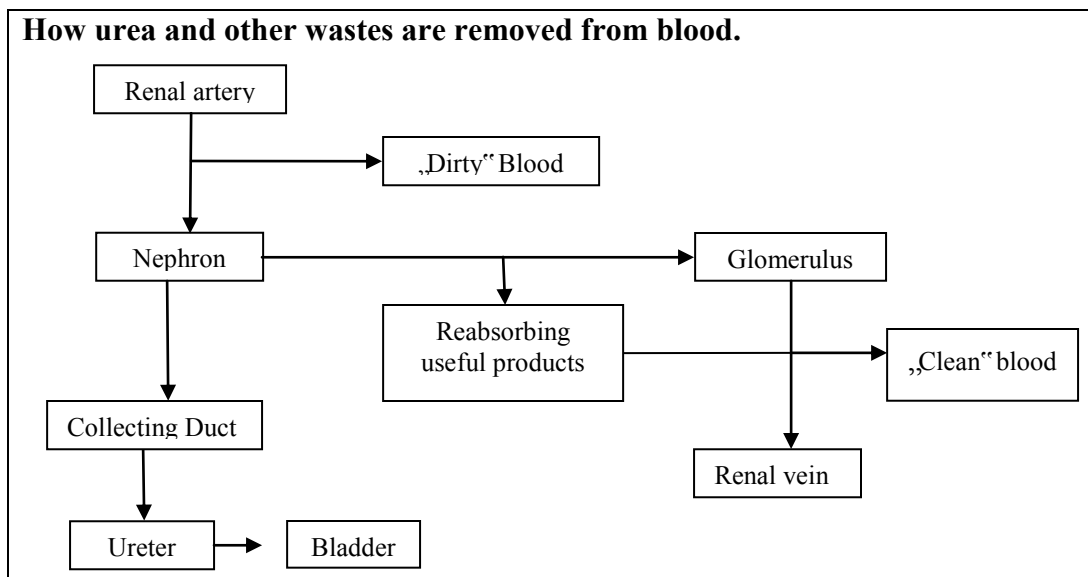 How urea and other wastes are removed from blood.
Renal artery
„Dirty‟ Blood
Nephron
Glomerulus
Reabsorbing
useful products
„Clean‟ blood
Collecting Duct
Renal vein
Ureter
Bladder